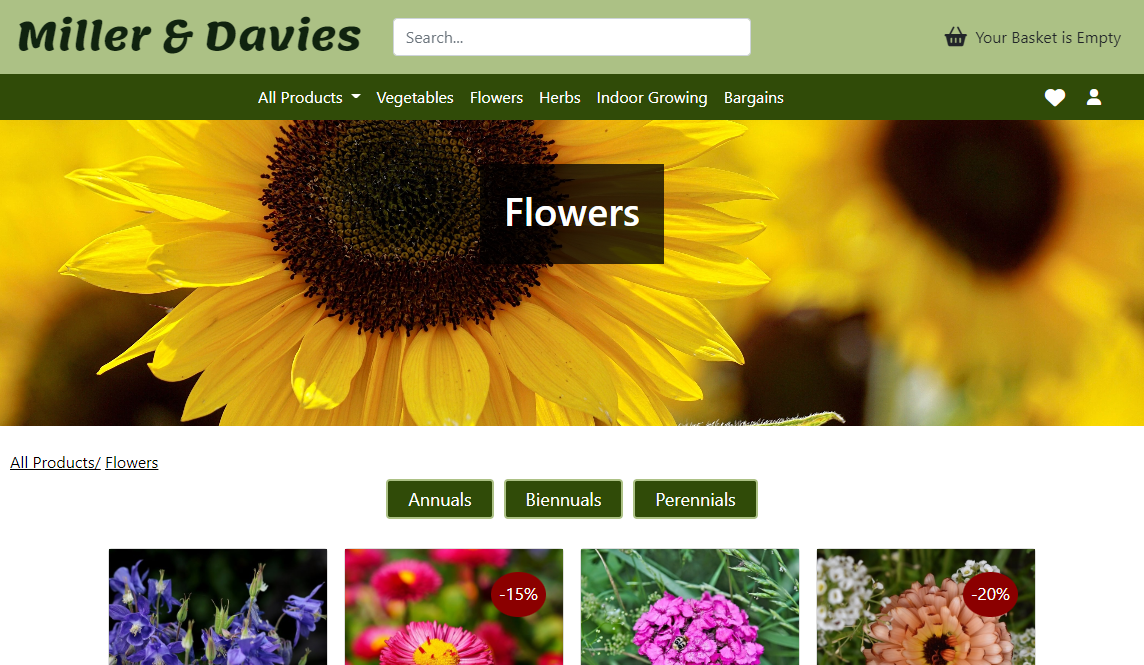 Miller & Davies
Search...
Your Basket is Empty
All Products Vegetables Flowers Herbs Indoor Growing Bargains
Flowers
All Products/ Flowers
Annuals Biennuals Perennials
-15% -20%